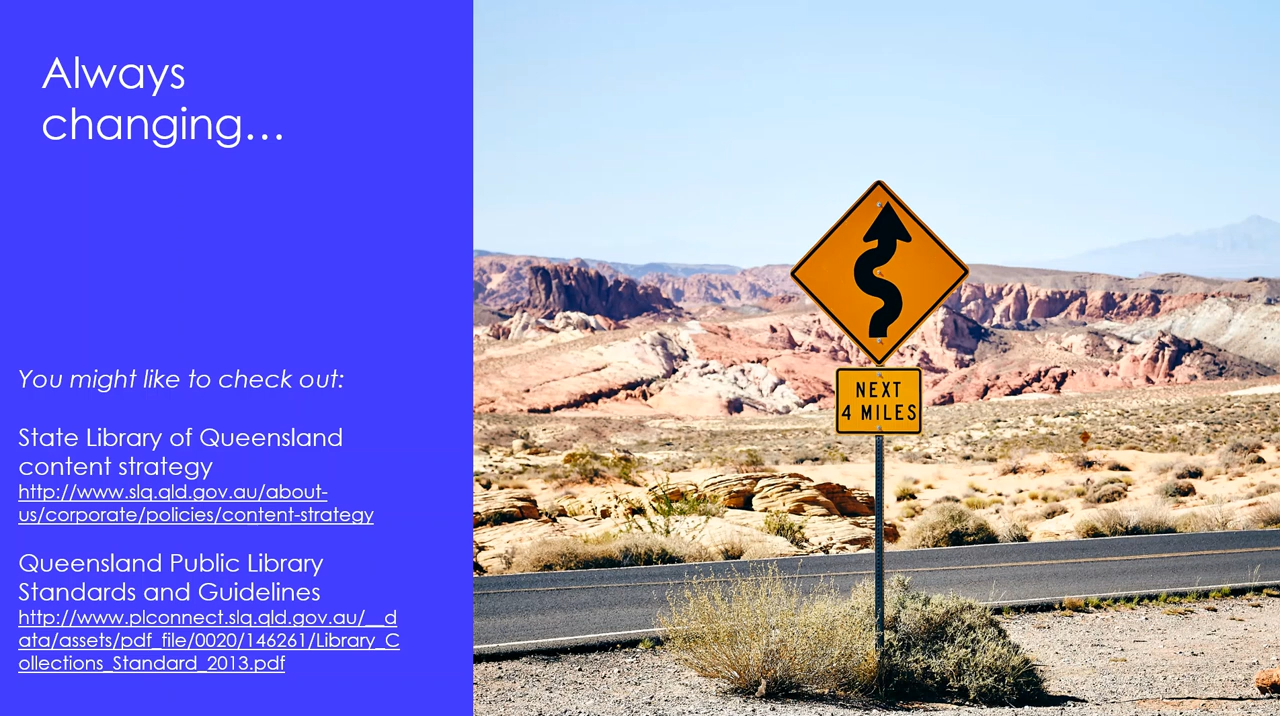 Always
changing…
You might like to check out:
State Library of Queensland
content strategy
http://www.slq.qld.gov.au/about-
us/corporate/policies/content-strategy
Queensland Public Library
Standards and Guidelines
http://www.plconnect.slq.qld.gov.au/__d
ata/assets/pdf_file/0020/146261/Library_C
ollections_Standard_2013.pdf
NEXT
4 MILES